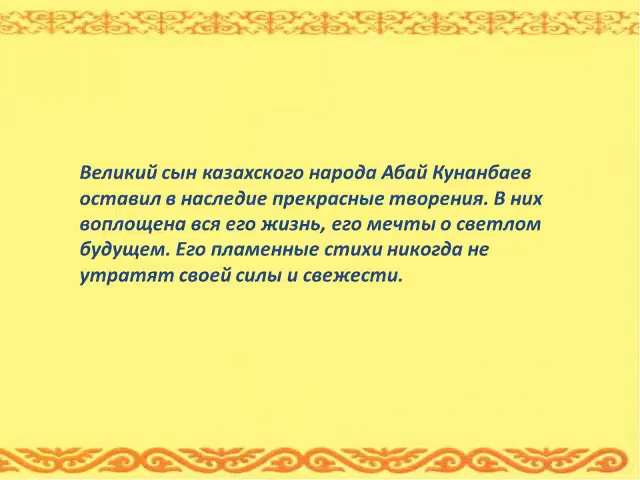 Великий сын казахского народа Абай Кунанбаев
оставил в наследие прекрасные творения. В них
воплощена вся его жизнь, его мечты о светлом
будущем. Его пламенные стихи никогда не
утратят своей силы и свежести.